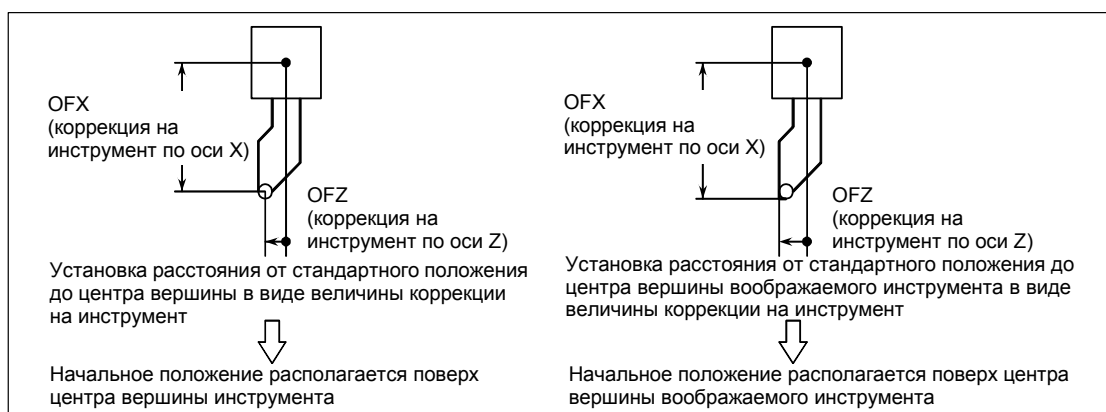 OFX
(коррекция на
инструмент по оси X)
OFZ
(коррекция на
инструмент по оси Z)
Установка расстояния от стандартного положения
до центра вершины в виде величины коррекции
на инструмент
Начальное положение располагается поверх
центра вершины инструмента
OFX
(коррекция на
инструмент по оси X)
OFZ
(коррекция на
инструмент по оси Z)
Установка расстояния от стандартного положения до
центра вершины воображаемого инструмента в виде
величины коррекции на инструмент
Начальное положение располагается поверх центра
вершины воображаемого инструмента